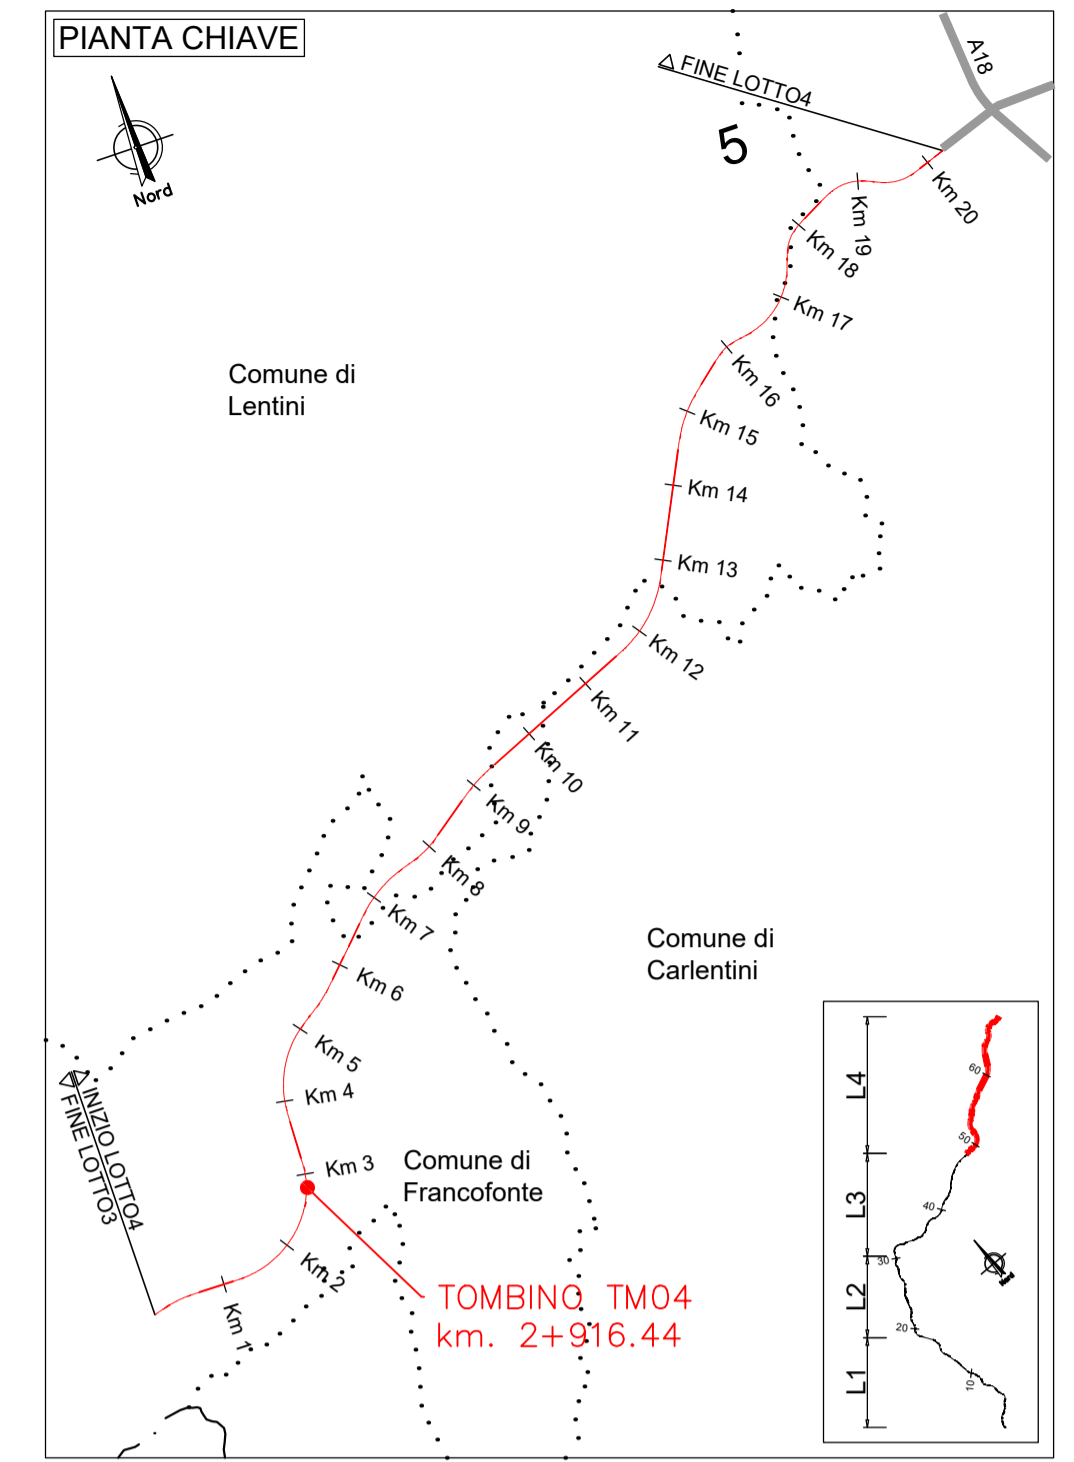 PIANTA CHIAVE
Nord
FINE LOTTO4
A18
5
Km 20
Km 19
Km 18
Km 17
Km 16
Km 15
Km 14
Km 13
Km 12
Km 11
Km 10
Km 9
Km 8
Km 7
Km 6
Km 5
Km 4
Km 3
Km 2
Km 1
Comune di
Lentini
Comune di
Carlentini
Comune di
Francofonte
INIZIO LOTTO4
FINE LOTTO3
TOMBINO TM04
km. 2+916.44
L4
L3
L2
L1
60
50
40
30
20
10
Nord